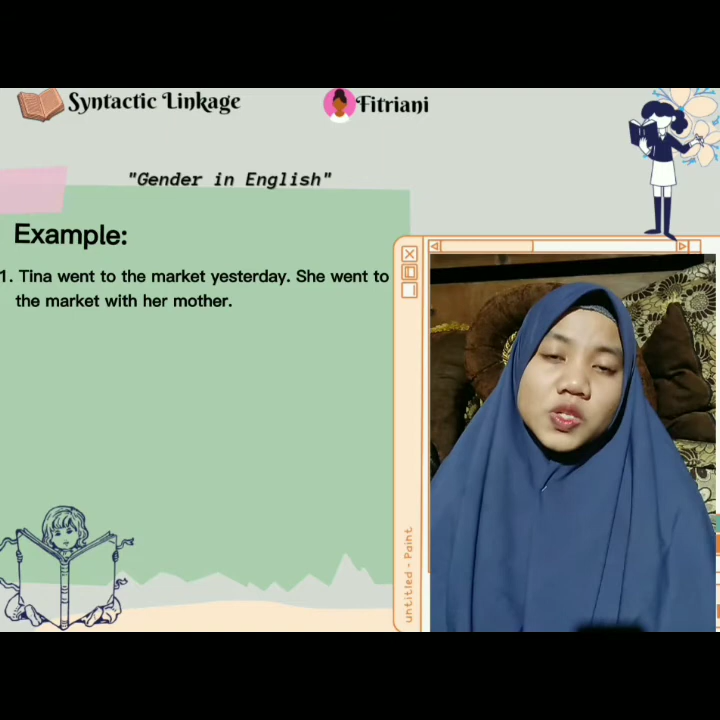 Syntactic Linkage
Fitriani
"Gender in English"
Example:
1. Tina went to the market yesterday. She went to
the market with her mother.
untitled - Paint